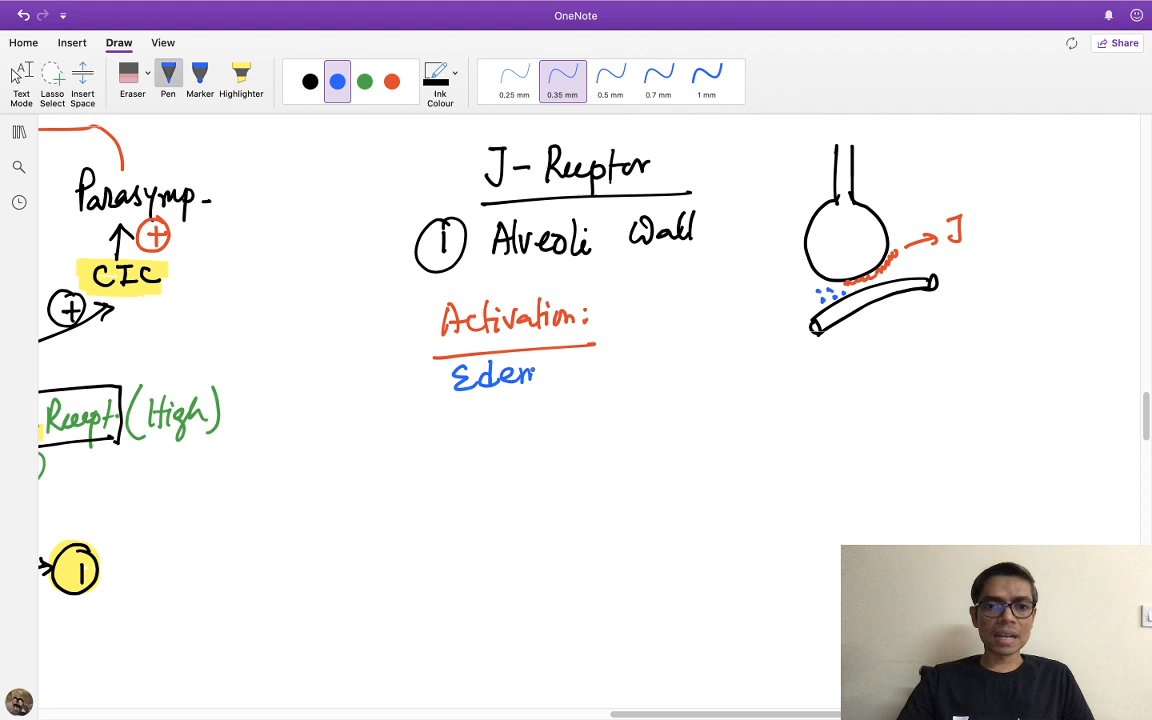 OneNote
Home Insert Draw View
Share
Text Mode
Lasso Select
Insert Space
Eraser
Pen
Marker
Highlighter
Ink Colour
0.25 mm
0.35 mm
0.5 mm
0.7 mm
1 mm
Parasymp.
+
CIC
+
Recept. (High)
1
J-Receptor
1 Alveoli Wall
Activation:
Edem
J